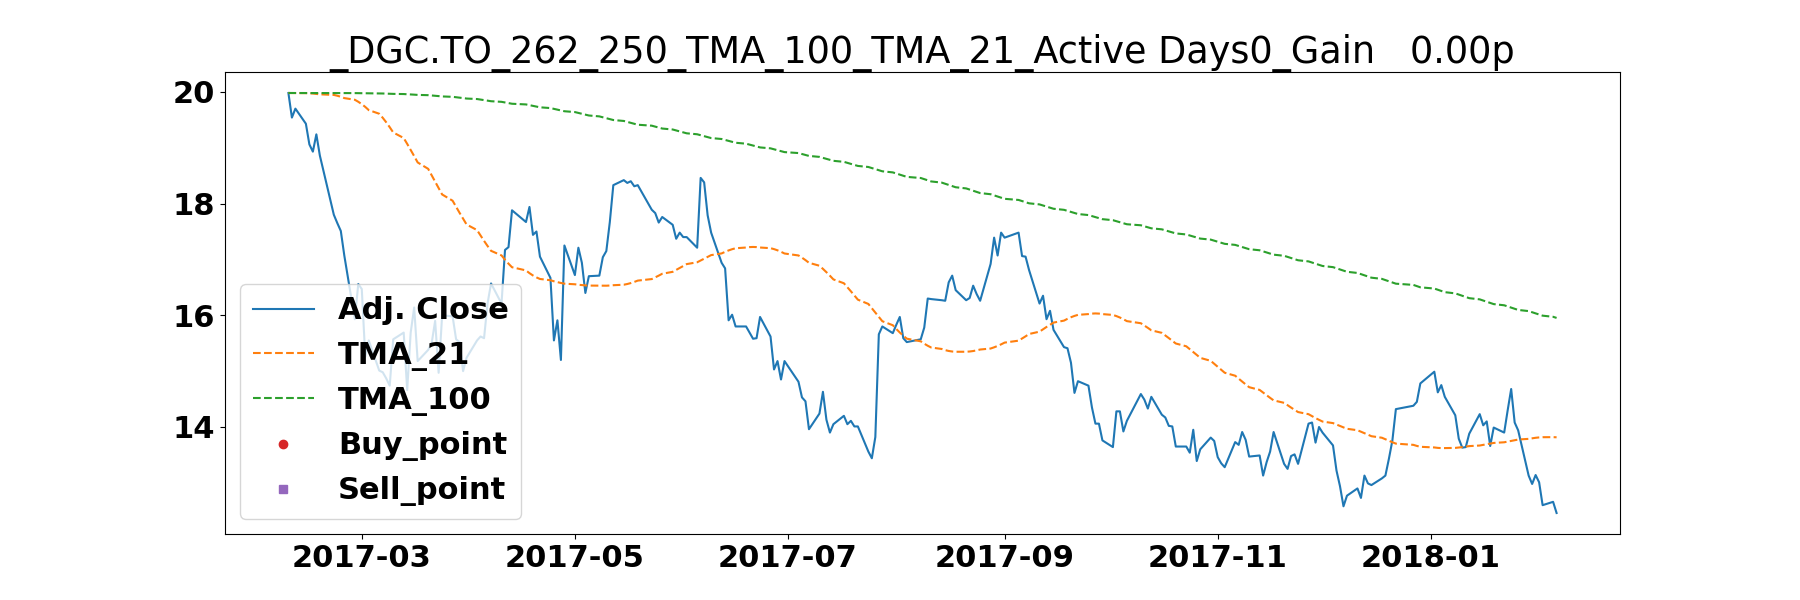 _DGC.TO_262_250_TMA_100_TMA_21_Active Days0_Gain   0.00p
20
18
16
14
Adj. Close
TMA_21
TMA_100
Buy_point
Sell_point
2017-03 2017-05 2017-07 2017-09 2017-11 2018-01